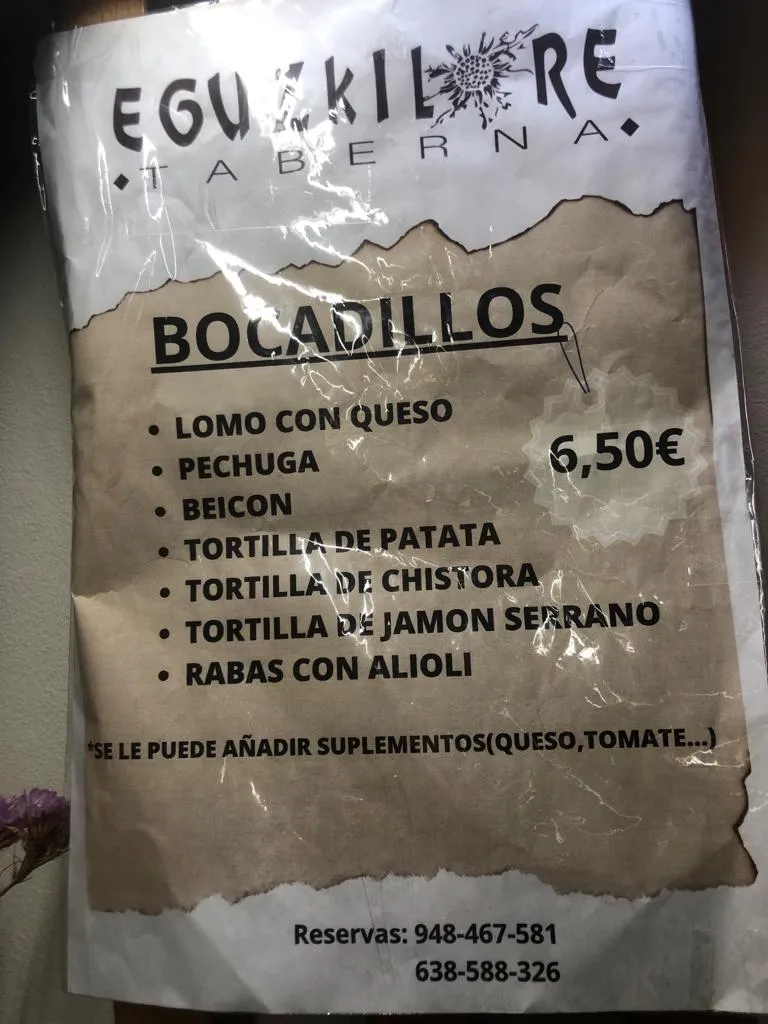 EGUZKILORE
TABERNA
BOCADILLOS
• LOMO CON QUESO
6,50€
• PECHUGA
• BEICON
• TORTILLA DE PATATA
• TORTILLA DE CHISTORA
• TORTILLA DE JAMON SERRANO
• RABAS CON ALIOLI
*SE LE PUEDE AÑADIR SUPLEMENTOS(QUESO,TOMATE...)
Reservas: 948-467-581
638-588-326